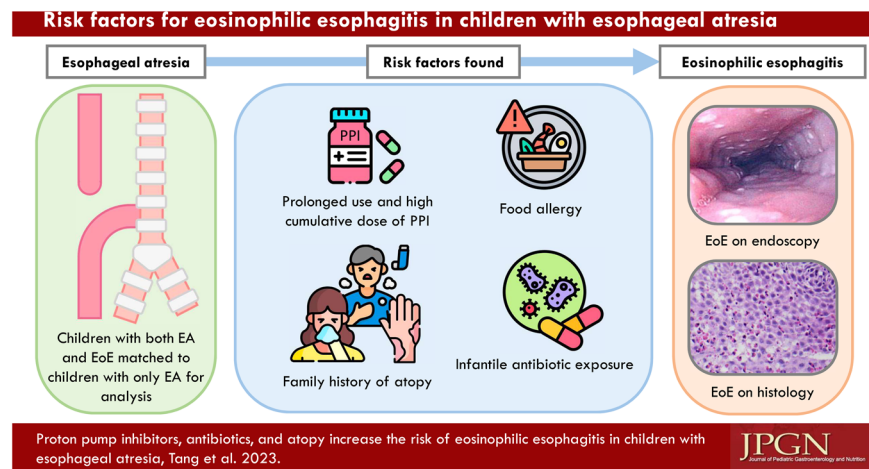 Risk factors for eosinophilic esophagitis in children with esophageal atresia
Esophageal atresia
Risk factors found
Eosinophilic esophagitis
Children with both EA
and EoE matched to
children with only EA for
analysis
PPI
Prolonged use and high
cumulative dose of PPI
Food allergy
Family history of atopy
Infantile antibiotic exposure
EoE on endoscopy
EoE on histology
Proton pump inhibitors, antibiotics, and atopy increase the risk of eosinophilic esophagitis in children with
esophageal atresia, Tang et al. 2023.
JPGN
Journal of Pediatric Gastroenterology and Nutrition